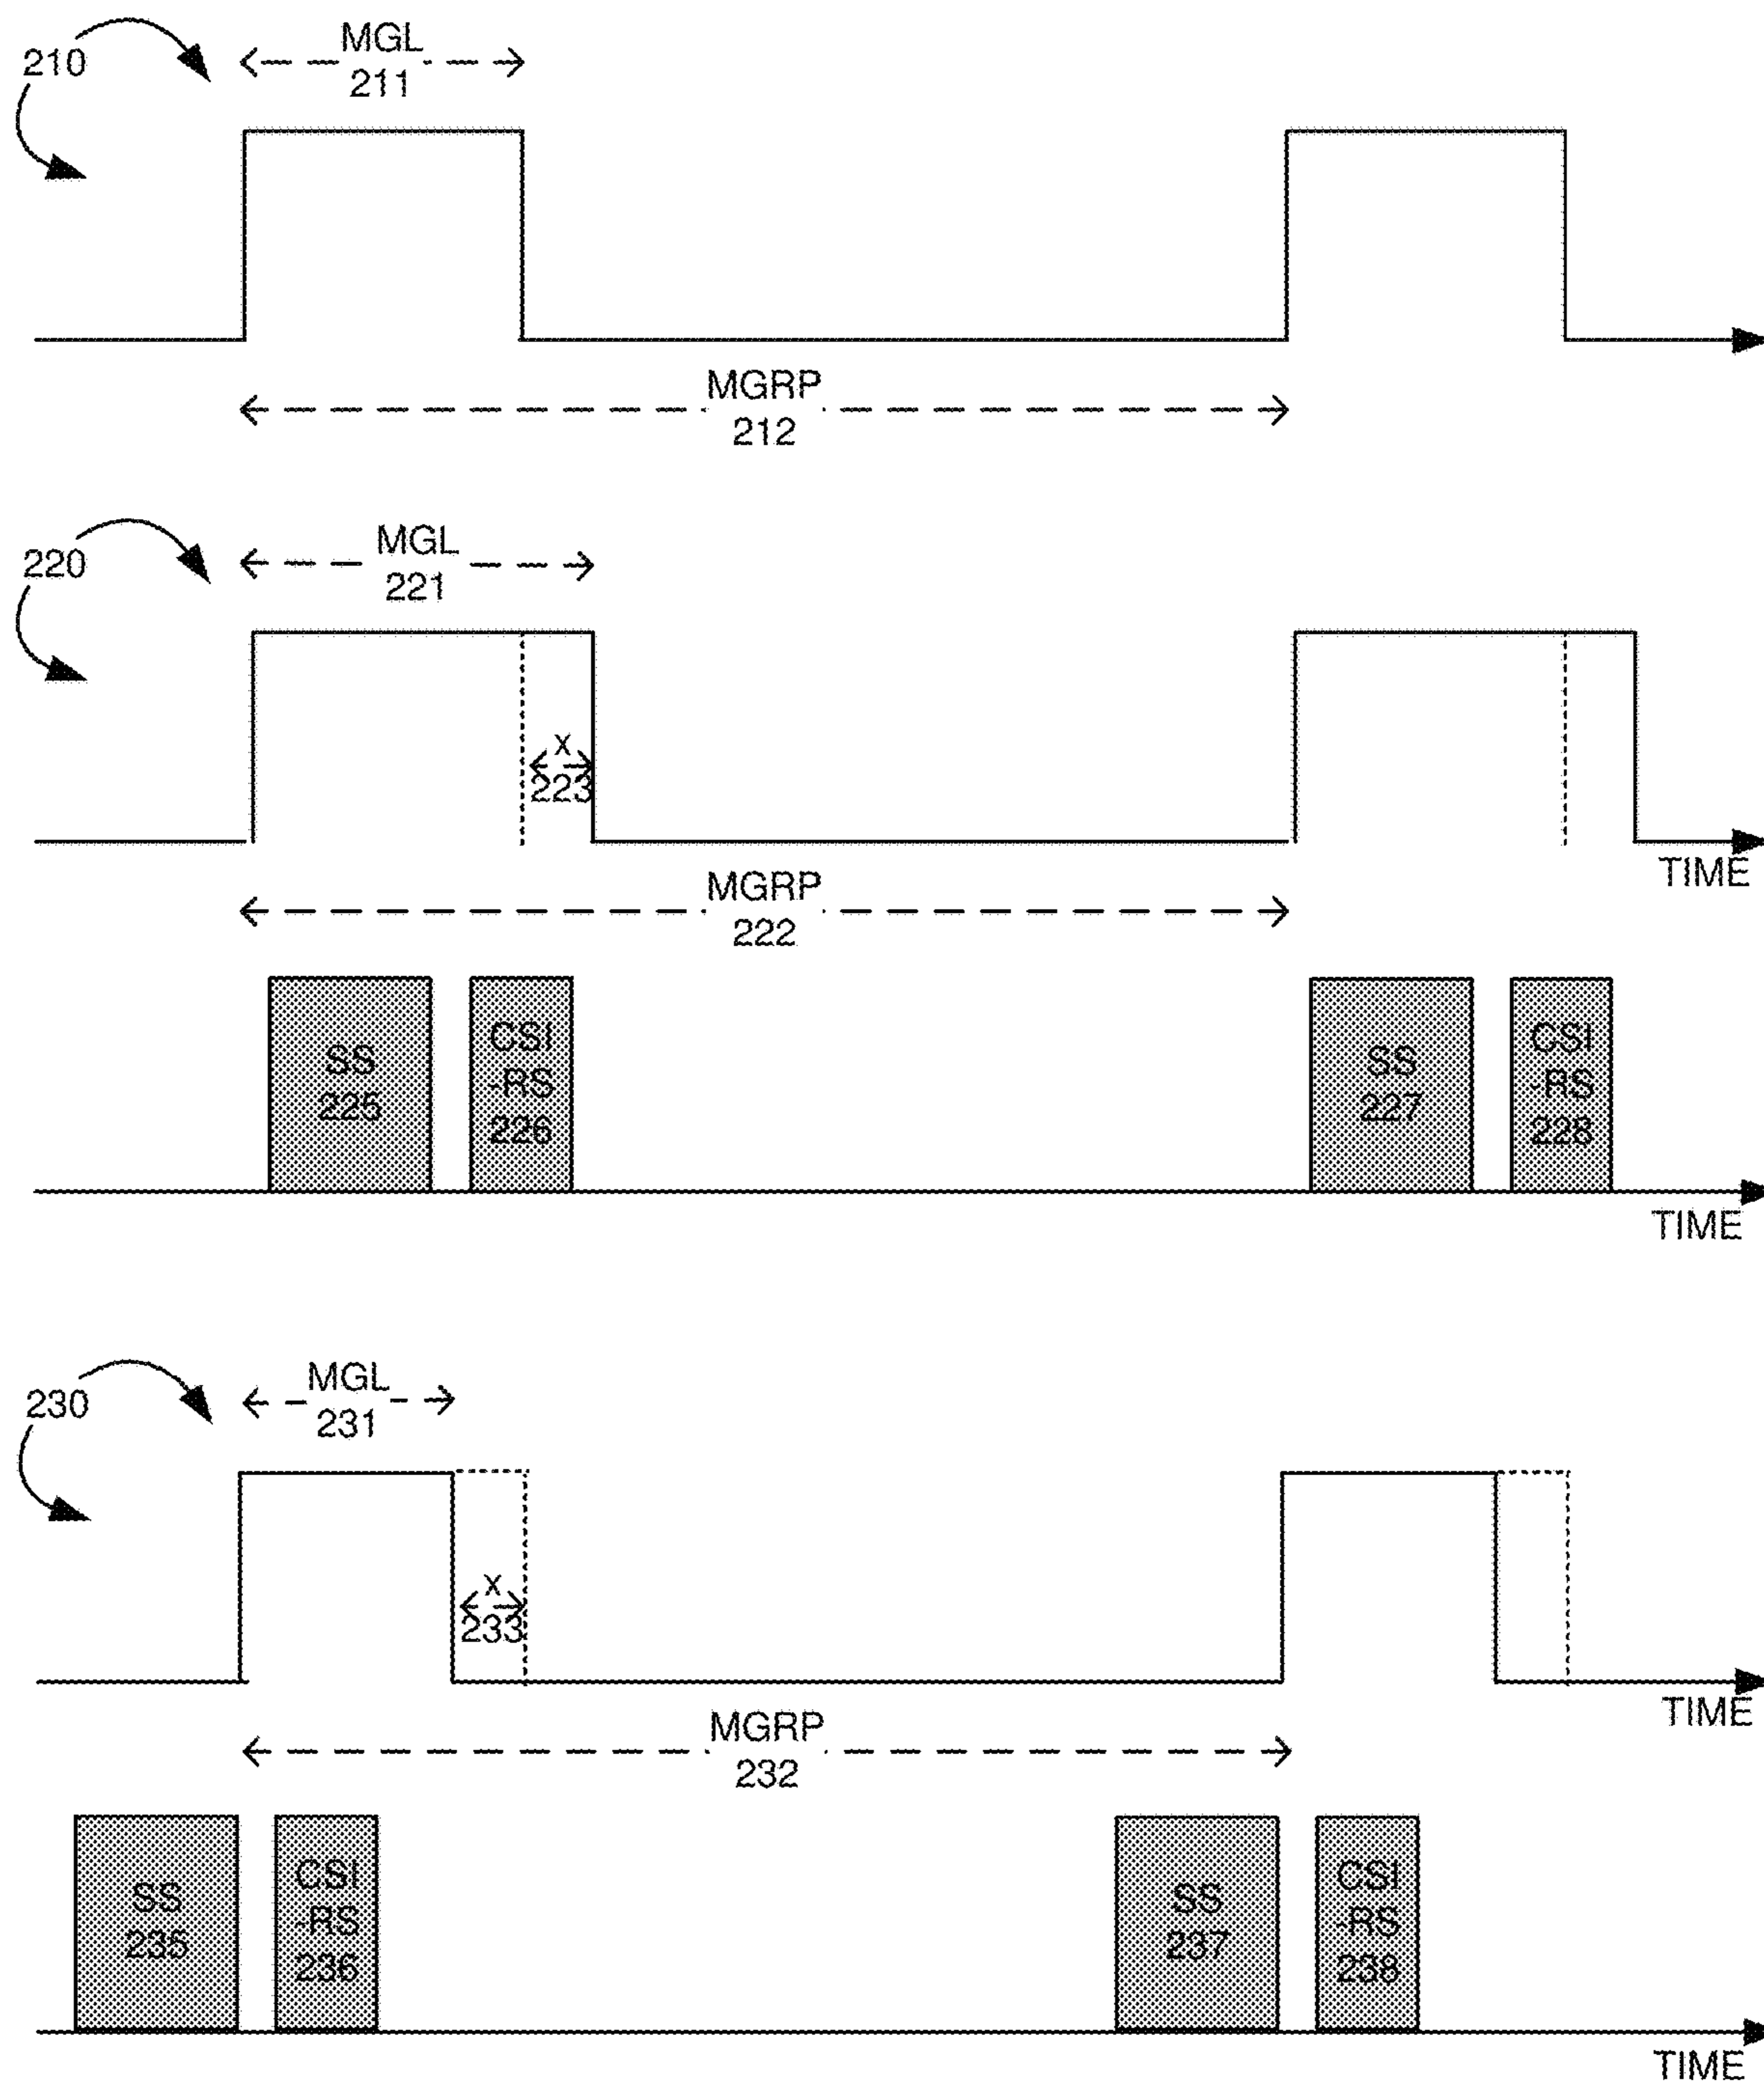 210
MGL
211
MGRP
212
220
MGL
221
X
223
TIME
MGRP
222
SS
225
CSI
-RS
226
SS
227
CSI
-RS
228
TIME
230
MGL
231
X
233
TIME
MGRP
232
SS
235
CSI
-RS
236
SS
237
CSI
-RS
238
TIME